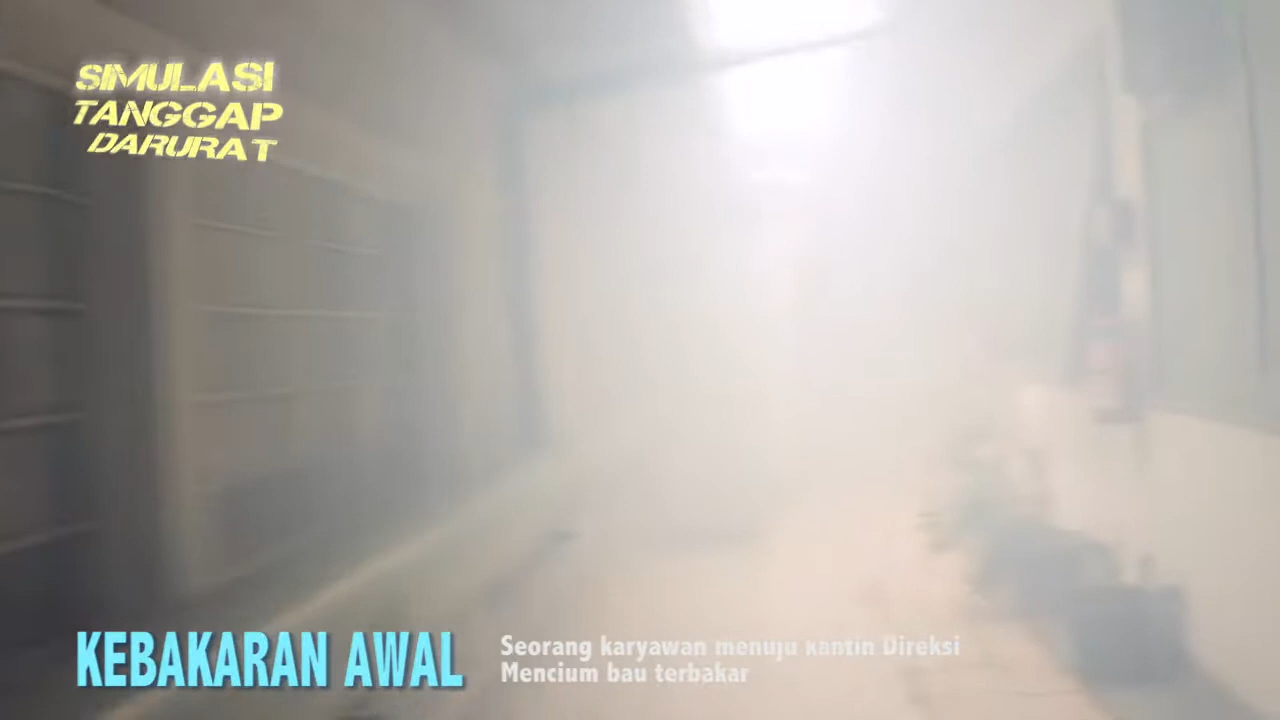 SIMULASI
TANGGAP
DARURAT
KEBAKARAN AWAL
Seorang karyawan menuju kantin Direksi
Mencium bau terbakar